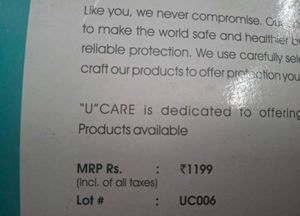 Like you, we never compromise.
to make the world safe and healthier
reliable protection. We use carefully
craft our products to offer protection you
"U"CARE is dedicated to offering
Products available
MRP Rs. : ₹1199
(incl. of all taxes)
Lot # : UC006